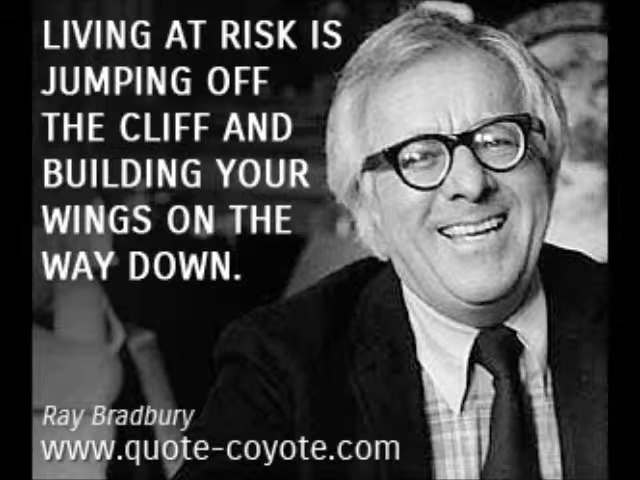 LIVING AT RISK IS
JUMPING OFF
THE CLIFF AND
BUILDING YOUR
WINGS ON THE
WAY DOWN.
Ray Bradbury
www.quote-coyote.com